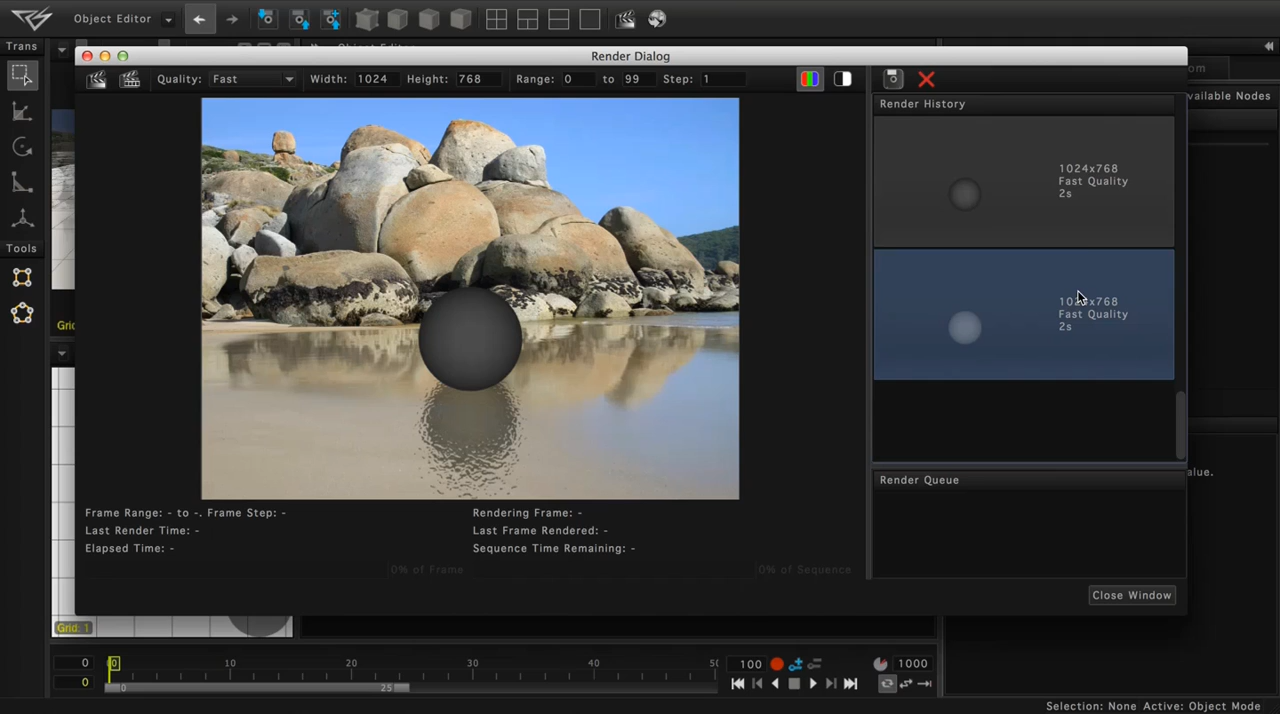 Object Editor
Trans
Render Dialog
Quality: Fast
Width: 1024
Height: 768
Range: 0 to 99
Step: 1
Render History
1024x768
Fast Quality
2s
Fast Quality
2s
Render Queue
Tools
Grid: 1
vailable Nodes
alue.
Frame Range: - to -. Frame Step: -
Last Render Time: -
Elapsed Time: -
Rendering Frame: -
Last Frame Rendered: -
Sequence Time Remaining: -
0% of Frame
0% of Sequence
Close Window
0
0
0
10
20
30
40
0
25
100
1000
Selection: None Active: Object Mode